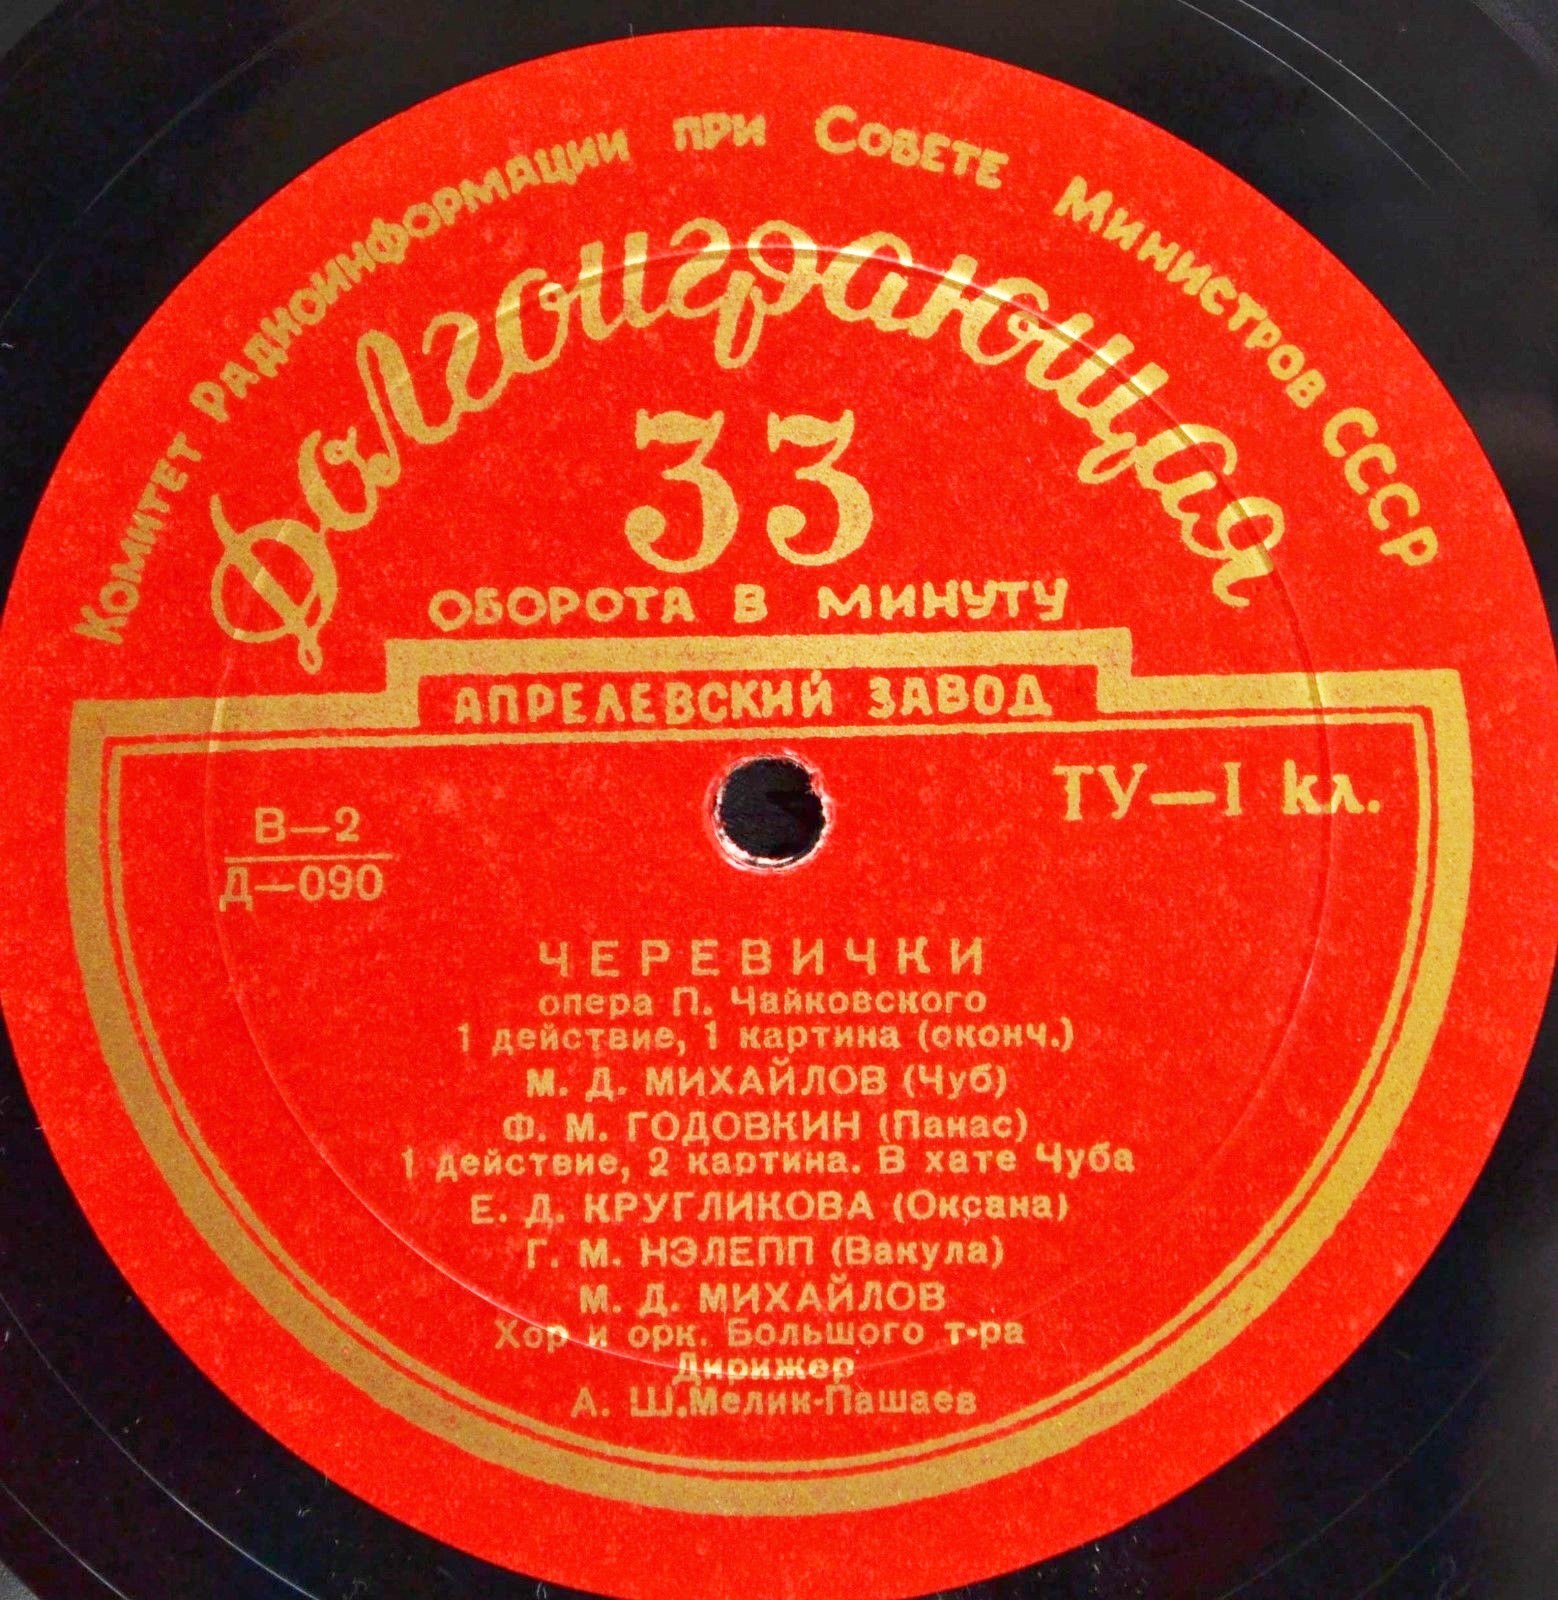 Комитет Радиоинформации при Совете Министров СССР
Долгоиграющая
33
ОБОРОТА В МИНУТУ
АПРЕЛЕВСКИЙ ЗАВОД
ТУ—I кл.
В—2
Д—090
ЧЕРЕВИЧКИ
опера П. Чайковского
1 действие, 1 картина (оконч.)
М. Д. МИХАЙЛОВ (Чуб)
Ф. М. ГОДОВКИН (Панас)
1 действие, 2 картина. В хате Чуба
Е. Д. КРУГЛИКОВА (Оксана)
Г. М. НЭЛЕПП (Вакула)
М. Д. МИХАЙЛОВ
Хор и орк. Большого т-ра
Дирижер
А. Ш.Мелик-Пашаев